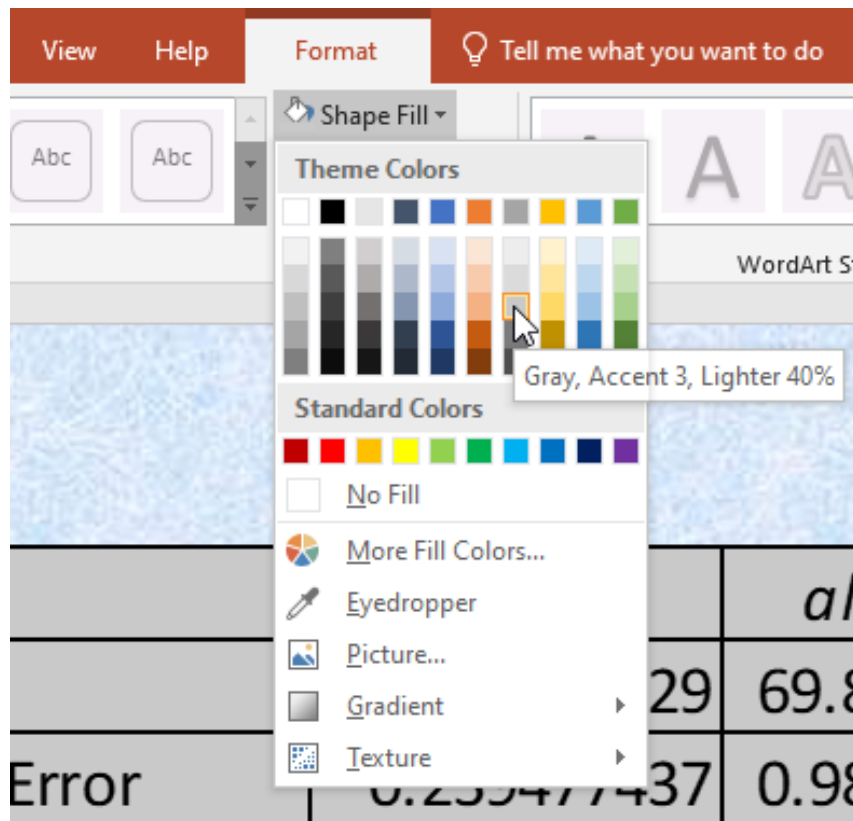 View Help Format Tell me what you want to do
Abc Abc Shape Fill A A
Theme Colors
WordArt
Gray, Accent 3, Lighter 40%
Standard Colors
No Fill
More Fill Colors...
Eyedropper
Picture...
29 69.8
Gradient
Texture
Error 0.239477437 0.98